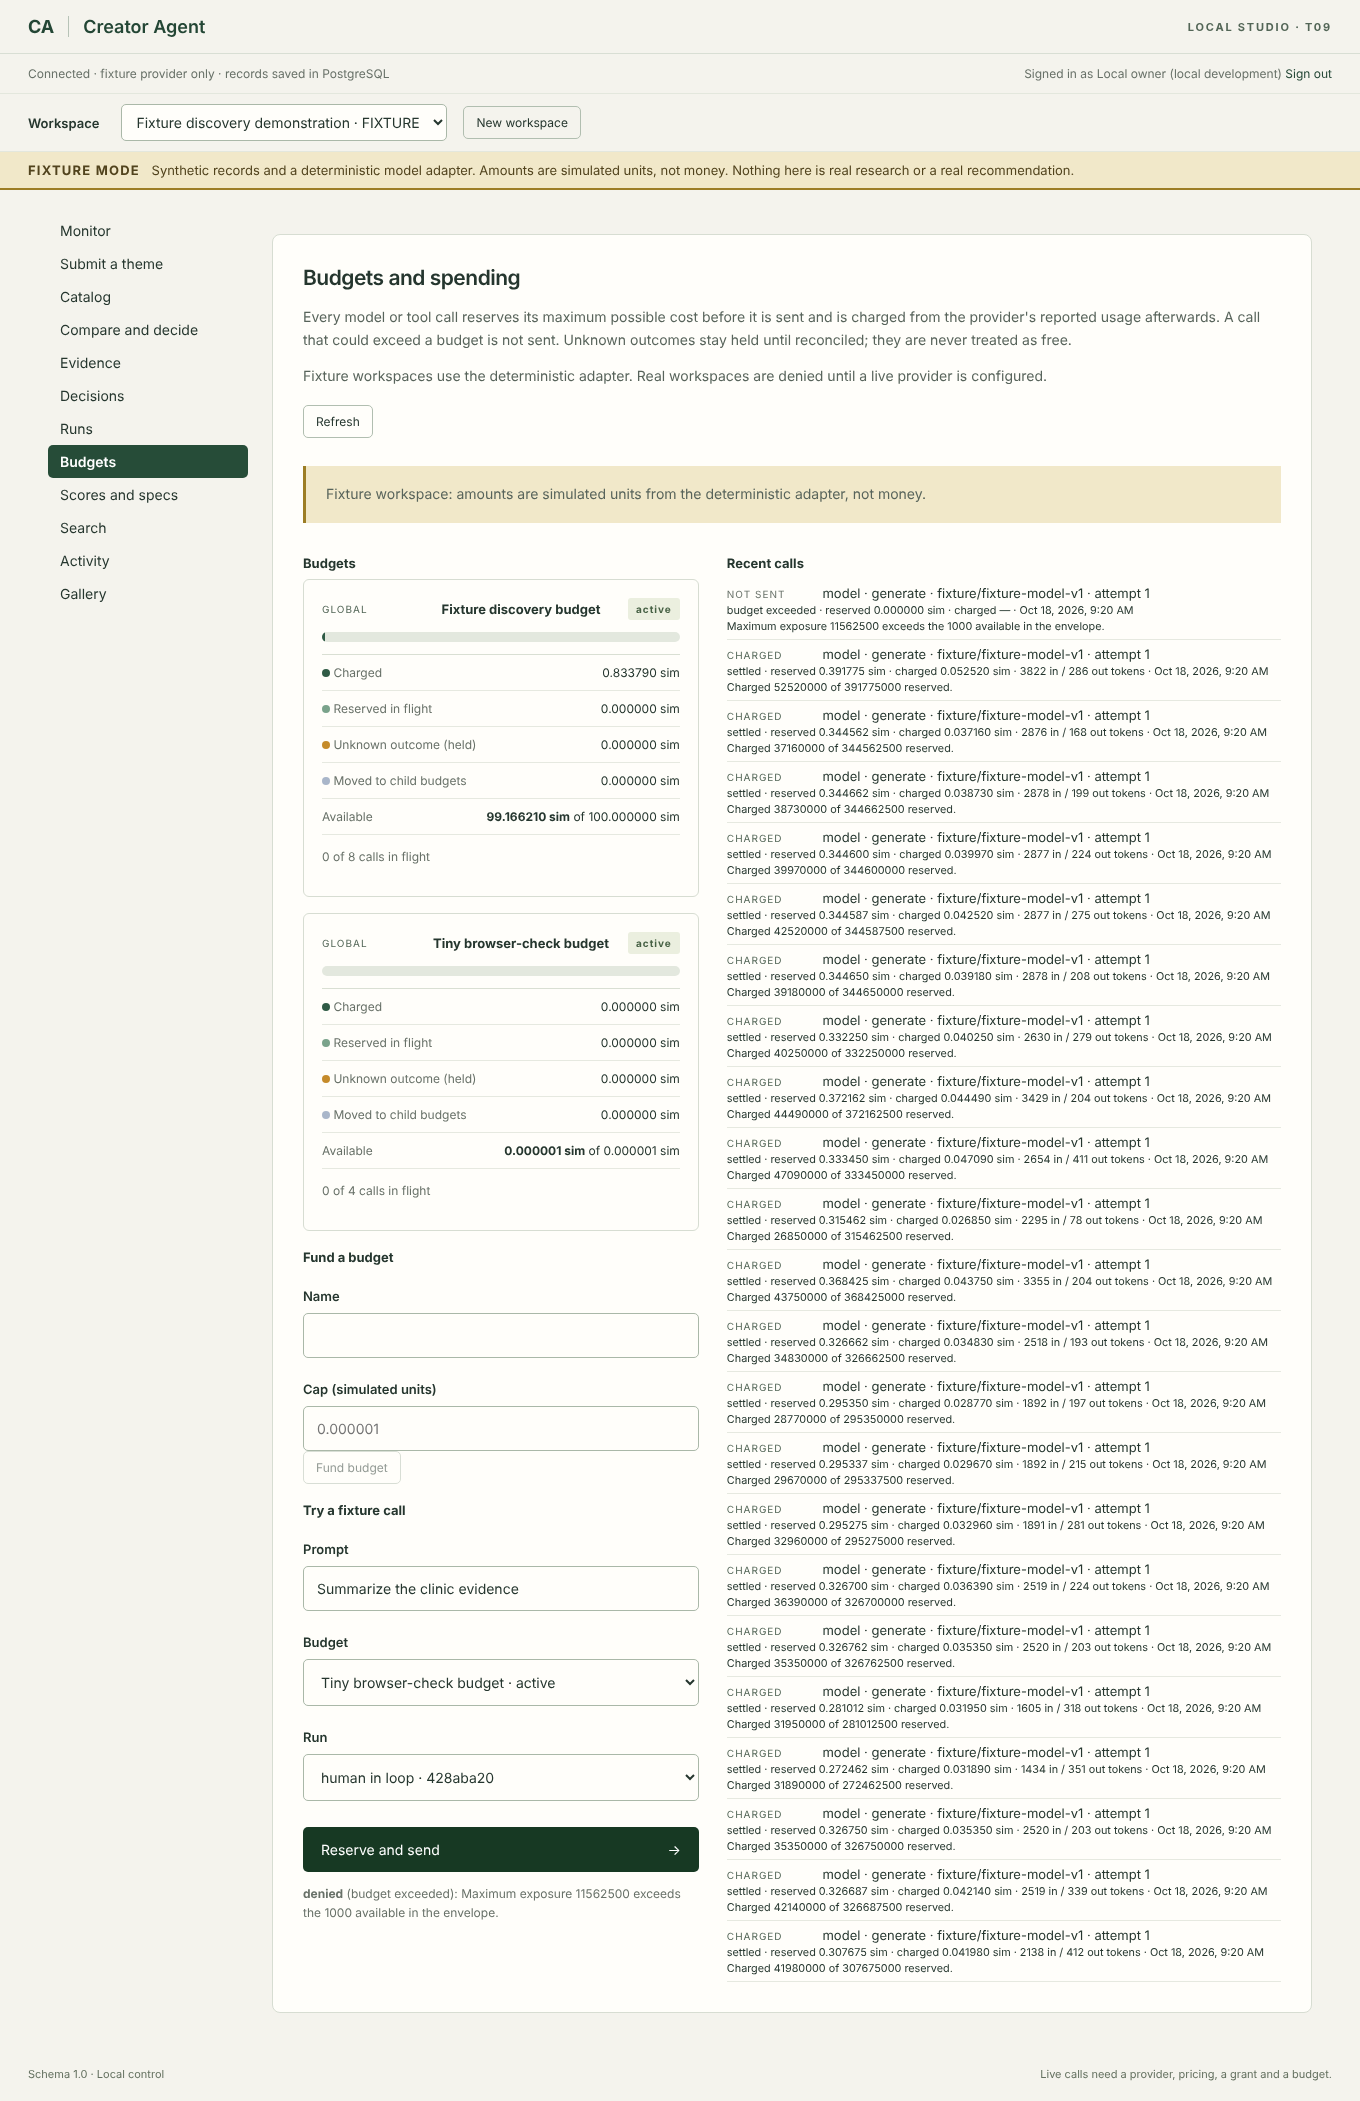 CA Creator Agent
LOCAL STUDIO · T09
Connected · fixture provider only · records saved in PostgreSQL
Signed in as Local owner (local development) Sign out
Workspace
Fixture discovery demonstration · FIXTURE
New workspace
FIXTURE MODE Synthetic records and a deterministic model adapter. Amounts are simulated units, not money. Nothing here is real research or a real recommendation.
Monitor
Submit a theme
Catalog
Compare and decide
Evidence
Decisions
Runs
Budgets
Scores and specs
Search
Activity
Gallery
Budgets and spending
Every model or tool call reserves its maximum possible cost before it is sent and is charged from the provider's reported usage afterwards. A call
that could exceed a budget is not sent. Unknown outcomes stay held until reconciled; they are never treated as free.
Fixture workspaces use the deterministic adapter. Real workspaces are denied until a live provider is configured.
Refresh
Fixture workspace: amounts are simulated units from the deterministic adapter, not money.
Budgets
GLOBAL Fixture discovery budget active
Charged 0.833790 sim
Reserved in flight 0.000000 sim
Unknown outcome (held) 0.000000 sim
Moved to child budgets 0.000000 sim
Available 99.166210 sim of 100.000000 sim
0 of 8 calls in flight
GLOBAL Tiny browser-check budget active
Charged 0.000000 sim
Reserved in flight 0.000000 sim
Unknown outcome (held) 0.000000 sim
Moved to child budgets 0.000000 sim
Available 0.000001 sim of 0.000001 sim
0 of 4 calls in flight
Fund a budget
Name
Cap (simulated units)
0.000001
Fund budget
Try a fixture call
Prompt
Summarize the clinic evidence
Budget
Tiny browser-check budget · active
Run
human in loop · 428aba20
Reserve and send →
denied (budget exceeded): Maximum exposure 11562500 exceeds
the 1000 available in the envelope.
Recent calls
NOT SENT model · generate · fixture/fixture-model-v1 · attempt 1
budget exceeded · reserved 0.000000 sim · charged — · Oct 18, 2026, 9:20 AM
Maximum exposure 11562500 exceeds the 1000 available in the envelope.
CHARGED model · generate · fixture/fixture-model-v1 · attempt 1
settled · reserved 0.391775 sim · charged 0.052520 sim · 3822 in / 286 out tokens · Oct 18, 2026, 9:20 AM
Charged 52520000 of 391775000 reserved.
CHARGED model · generate · fixture/fixture-model-v1 · attempt 1
settled · reserved 0.344562 sim · charged 0.037160 sim · 2876 in / 168 out tokens · Oct 18, 2026, 9:20 AM
Charged 37160000 of 344562500 reserved.
CHARGED model · generate · fixture/fixture-model-v1 · attempt 1
settled · reserved 0.344662 sim · charged 0.038730 sim · 2878 in / 199 out tokens · Oct 18, 2026, 9:20 AM
Charged 38730000 of 344662500 reserved.
CHARGED model · generate · fixture/fixture-model-v1 · attempt 1
settled · reserved 0.344600 sim · charged 0.039970 sim · 2877 in / 224 out tokens · Oct 18, 2026, 9:20 AM
Charged 39970000 of 344600000 reserved.
CHARGED model · generate · fixture/fixture-model-v1 · attempt 1
settled · reserved 0.344587 sim · charged 0.042520 sim · 2877 in / 275 out tokens · Oct 18, 2026, 9:20 AM
Charged 42520000 of 344587500 reserved.
CHARGED model · generate · fixture/fixture-model-v1 · attempt 1
settled · reserved 0.344650 sim · charged 0.039180 sim · 2878 in / 208 out tokens · Oct 18, 2026, 9:20 AM
Charged 39180000 of 344650000 reserved.
CHARGED model · generate · fixture/fixture-model-v1 · attempt 1
settled · reserved 0.332250 sim · charged 0.040250 sim · 2630 in / 279 out tokens · Oct 18, 2026, 9:20 AM
Charged 40250000 of 332250000 reserved.
CHARGED model · generate · fixture/fixture-model-v1 · attempt 1
settled · reserved 0.372162 sim · charged 0.044490 sim · 3429 in / 204 out tokens · Oct 18, 2026, 9:20 AM
Charged 44490000 of 372162500 reserved.
CHARGED model · generate · fixture/fixture-model-v1 · attempt 1
settled · reserved 0.333450 sim · charged 0.047090 sim · 2654 in / 411 out tokens · Oct 18, 2026, 9:20 AM
Charged 47090000 of 333450000 reserved.
CHARGED model · generate · fixture/fixture-model-v1 · attempt 1
settled · reserved 0.315462 sim · charged 0.026850 sim · 2295 in / 78 out tokens · Oct 18, 2026, 9:20 AM
Charged 26850000 of 315462500 reserved.
CHARGED model · generate · fixture/fixture-model-v1 · attempt 1
settled · reserved 0.368425 sim · charged 0.043750 sim · 3355 in / 204 out tokens · Oct 18, 2026, 9:20 AM
Charged 43750000 of 368425000 reserved.
CHARGED model · generate · fixture/fixture-model-v1 · attempt 1
settled · reserved 0.326662 sim · charged 0.034830 sim · 2518 in / 193 out tokens · Oct 18, 2026, 9:20 AM
Charged 34830000 of 326662500 reserved.
CHARGED model · generate · fixture/fixture-model-v1 · attempt 1
settled · reserved 0.295350 sim · charged 0.028770 sim · 1892 in / 197 out tokens · Oct 18, 2026, 9:20 AM
Charged 28770000 of 295350000 reserved.
CHARGED model · generate · fixture/fixture-model-v1 · attempt 1
settled · reserved 0.295337 sim · charged 0.029670 sim · 1892 in / 215 out tokens · Oct 18, 2026, 9:20 AM
Charged 29670000 of 295337500 reserved.
CHARGED model · generate · fixture/fixture-model-v1 · attempt 1
settled · reserved 0.295275 sim · charged 0.032960 sim · 1891 in / 281 out tokens · Oct 18, 2026, 9:20 AM
Charged 32960000 of 295275000 reserved.
CHARGED model · generate · fixture/fixture-model-v1 · attempt 1
settled · reserved 0.326700 sim · charged 0.036390 sim · 2519 in / 224 out tokens · Oct 18, 2026, 9:20 AM
Charged 36390000 of 326700000 reserved.
CHARGED model · generate · fixture/fixture-model-v1 · attempt 1
settled · reserved 0.326762 sim · charged 0.035350 sim · 2520 in / 203 out tokens · Oct 18, 2026, 9:20 AM
Charged 35350000 of 326762500 reserved.
CHARGED model · generate · fixture/fixture-model-v1 · attempt 1
settled · reserved 0.281012 sim · charged 0.031950 sim · 1605 in / 318 out tokens · Oct 18, 2026, 9:20 AM
Charged 31950000 of 281012500 reserved.
CHARGED model · generate · fixture/fixture-model-v1 · attempt 1
settled · reserved 0.272462 sim · charged 0.031890 sim · 1434 in / 351 out tokens · Oct 18, 2026, 9:20 AM
Charged 31890000 of 272462500 reserved.
CHARGED model · generate · fixture/fixture-model-v1 · attempt 1
settled · reserved 0.326750 sim · charged 0.035350 sim · 2520 in / 203 out tokens · Oct 18, 2026, 9:20 AM
Charged 35350000 of 326750000 reserved.
CHARGED model · generate · fixture/fixture-model-v1 · attempt 1
settled · reserved 0.326687 sim · charged 0.042140 sim · 2519 in / 339 out tokens · Oct 18, 2026, 9:20 AM
Charged 42140000 of 326687500 reserved.
CHARGED model · generate · fixture/fixture-model-v1 · attempt 1
settled · reserved 0.307675 sim · charged 0.041980 sim · 2138 in / 412 out tokens · Oct 18, 2026, 9:20 AM
Charged 41980000 of 307675000 reserved.
Schema 1.0 · Local control
Live calls need a provider, pricing, a grant and a budget.